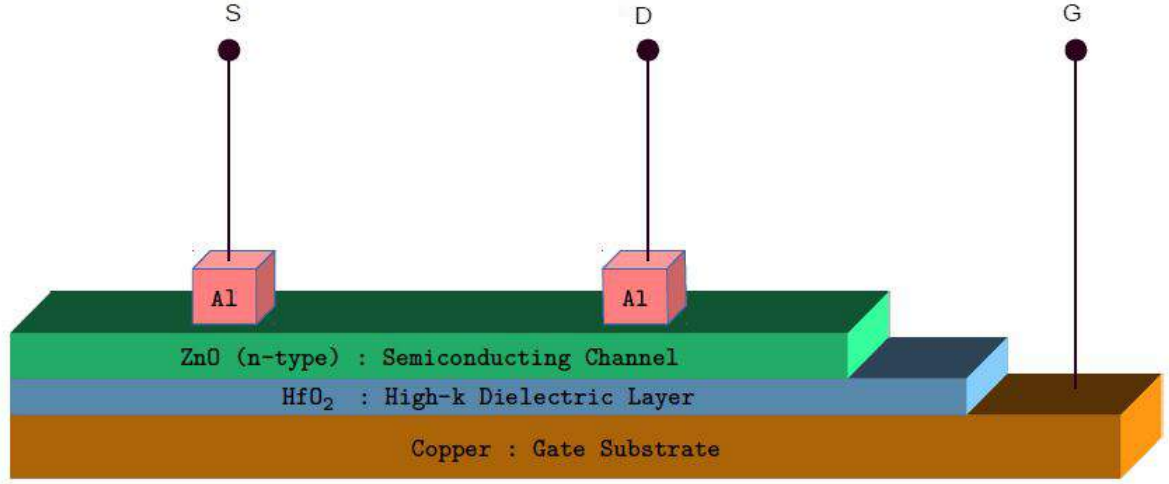 S
D
G
Al
Al
ZnO (n-type) : Semiconducting Channel
HfO₂ : High-k Dielectric Layer
Copper : Gate Substrate